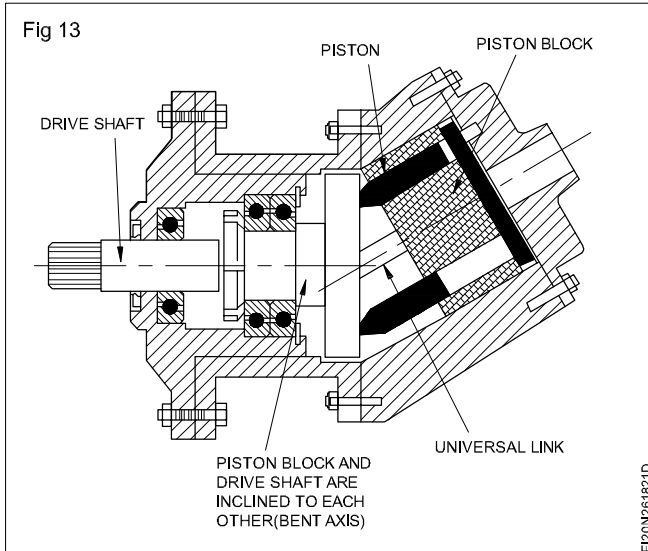 Fig 13
PISTON
PISTON BLOCK
DRIVE SHAFT
UNIVERSAL LINK
PISTON BLOCK AND
DRIVE SHAFT ARE
INCLINED TO EACH
OTHER(BENT AXIS)
FI20N261821D